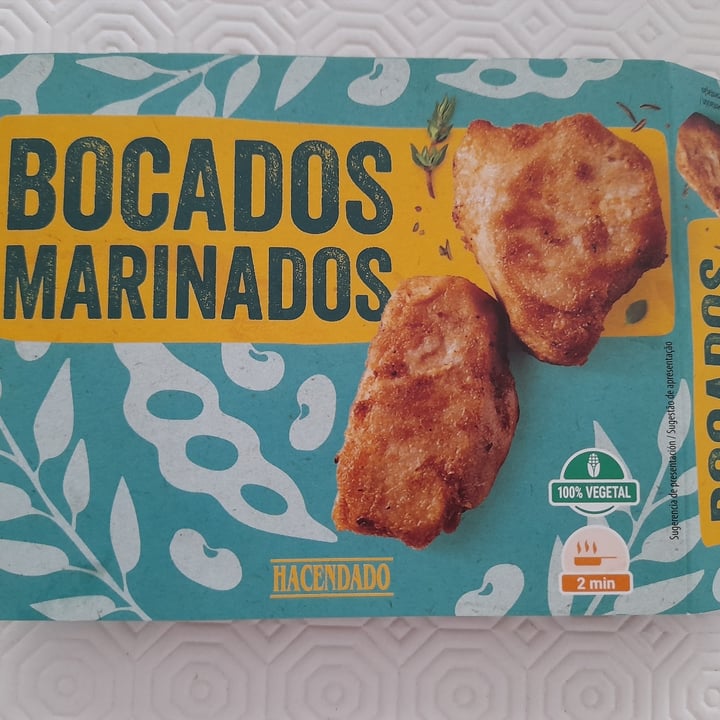 BOCADOS
MARINADOS
100% VEGETAL
2 min
HACENDADO
Sugerencia de presentación / Sugestão de apresentação
BOCADOS